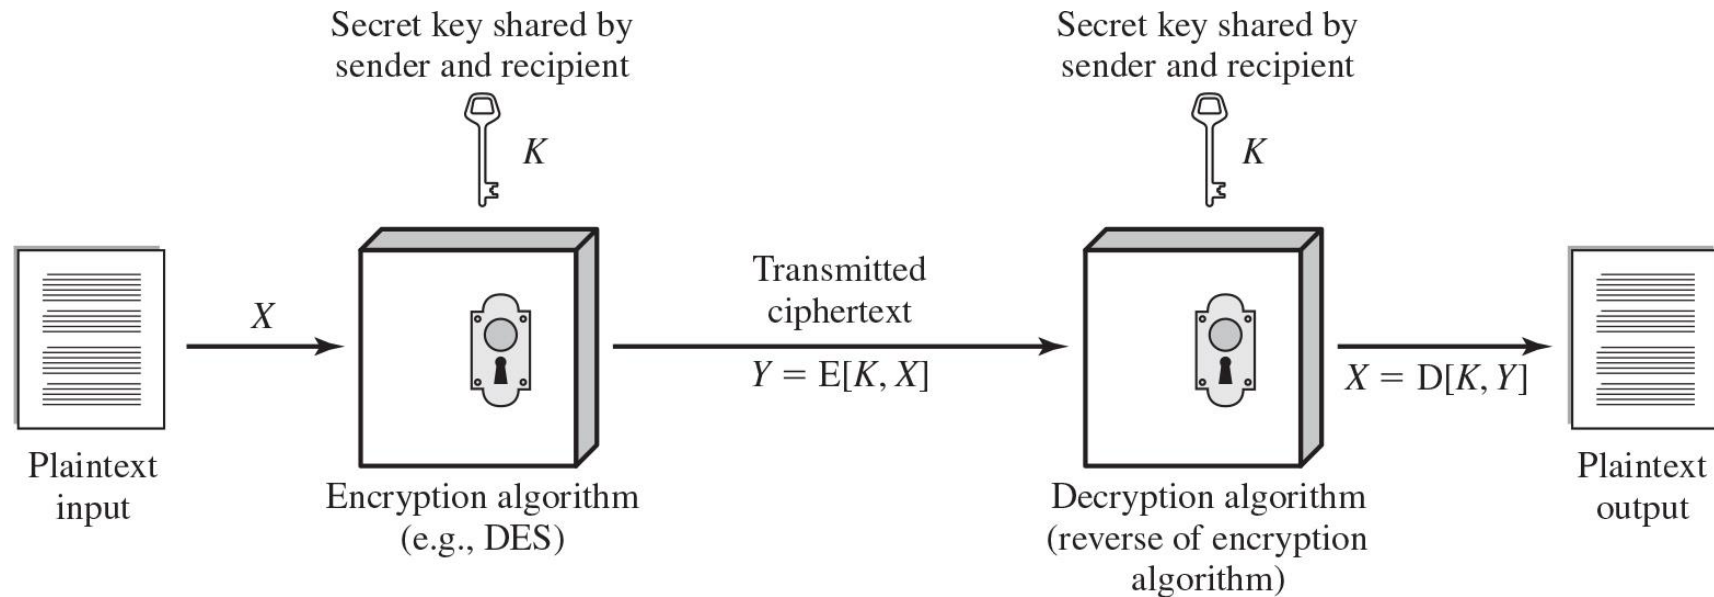 Secret key shared by
sender and recipient
K
Secret key shared by
sender and recipient
K
Plaintext
input
X
Encryption algorithm
(e.g., DES)
Transmitted
ciphertext
Y = E[K, X]
Decryption algorithm
(reverse of encryption
algorithm)
X = D[K, Y]
Plaintext
output